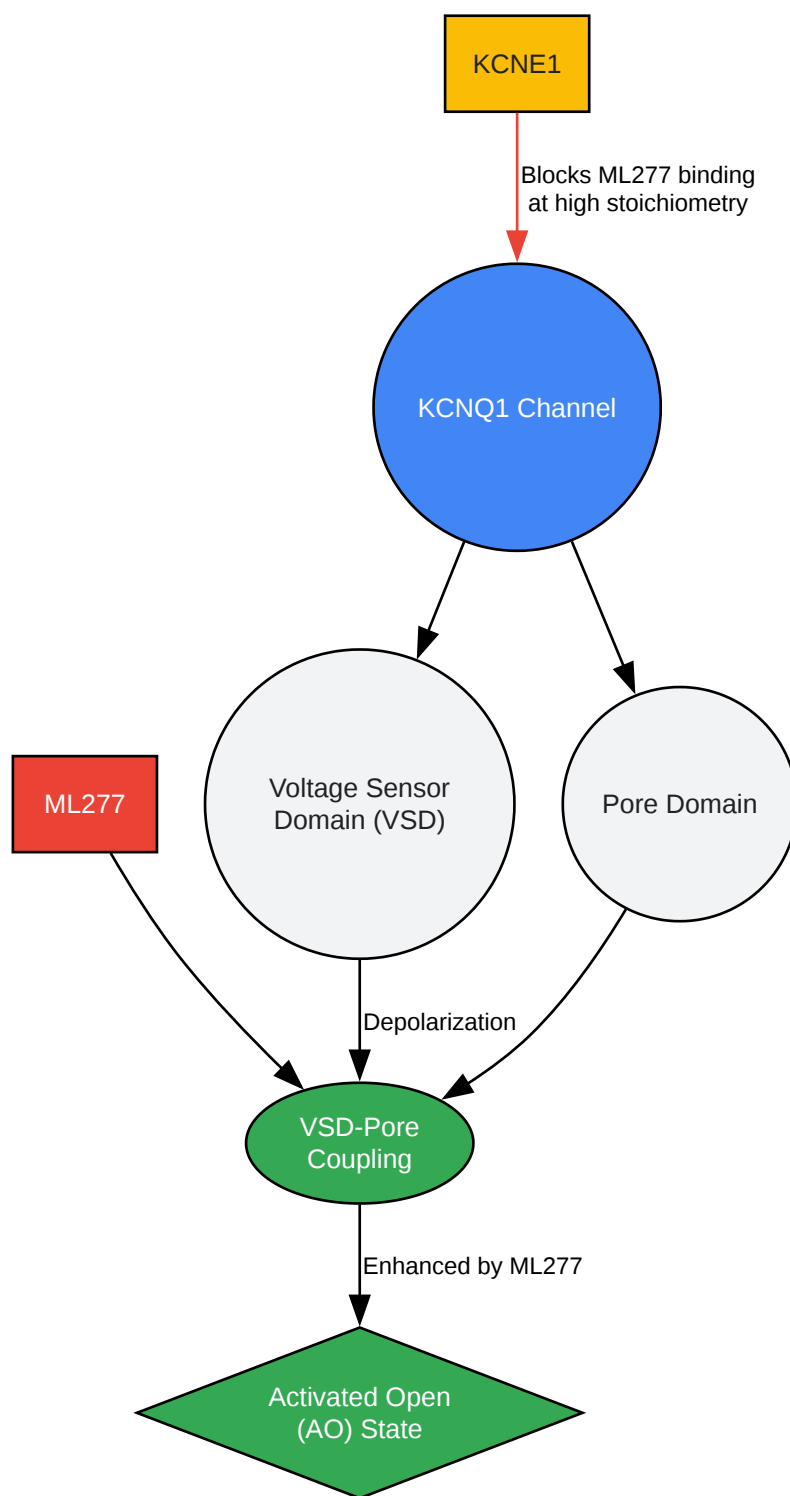 KCNE1
Blocks ML277 binding
at high stoichiometry
KCNQ1 Channel
Voltage Sensor
Domain (VSD)
Pore Domain
ML277
Depolarization
VSD-Pore
Coupling
Enhanced by ML277
Activated Open
(AO) State